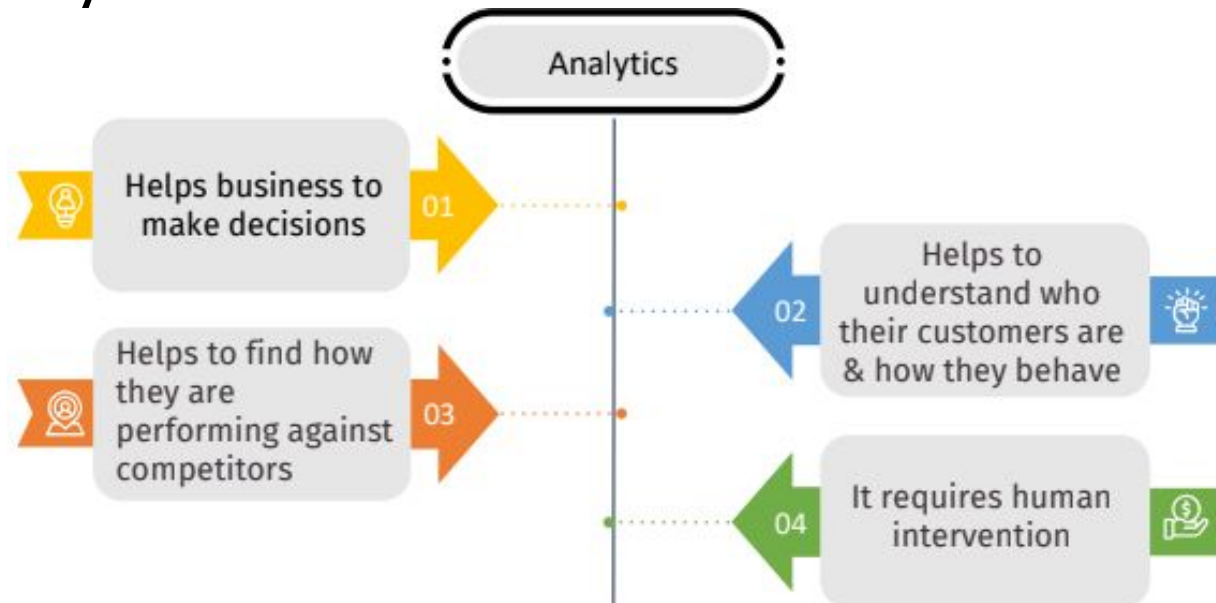 Analytics
Helps business to
make decisions
01
02
Helps to
understand who
their customers are
& how they behave
Helps to find how
they are
performing against
competitors
03
04
It requires human
intervention